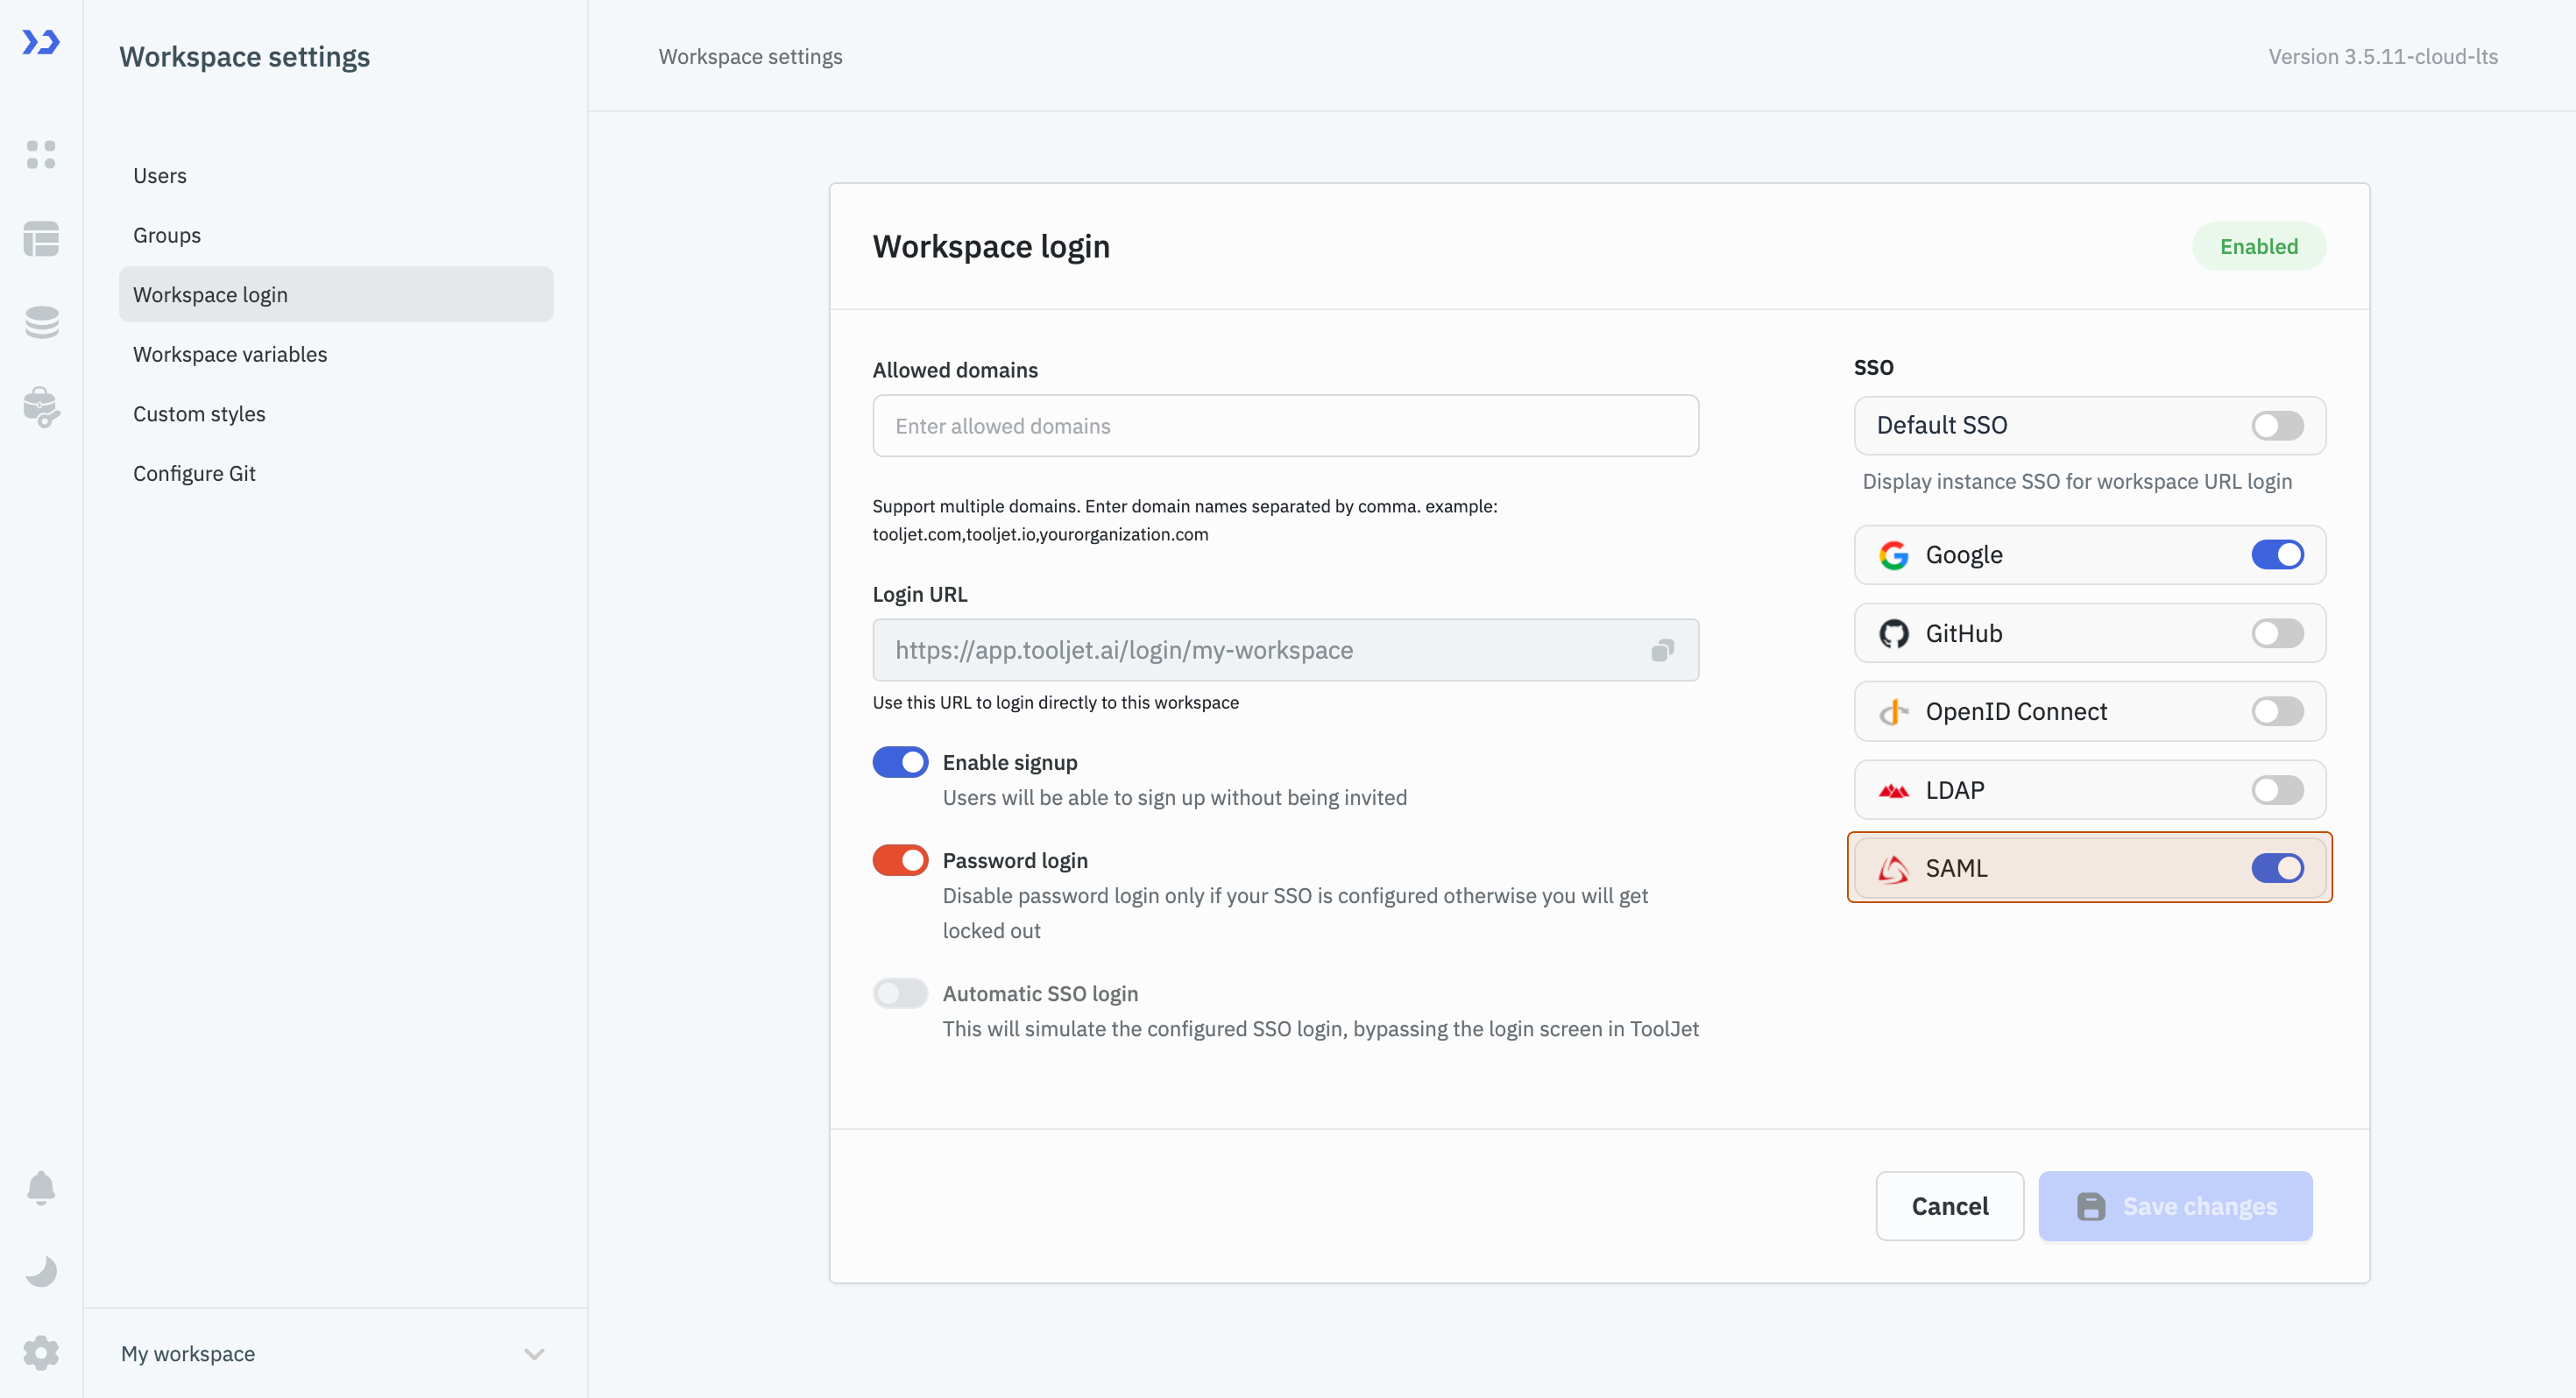 Workspace settings
Users
Groups
Workspace login
Workspace variables
Custom styles
Configure Git
My workspace
Workspace settings
Version 3.5.11-cloud-lts
Workspace login
Enabled
Allowed domains
Enter allowed domains
Support multiple domains. Enter domain names separated by comma. example:
tooljet.com,tooljet.io,yourorganization.com
Login URL
https://app.tooljet.ai/login/my-workspace
Use this URL to login directly to this workspace
Enable signup
Users will be able to sign up without being invited
Password login
Disable password login only if your SSO is configured otherwise you will get
locked out
Automatic SSO login
This will simulate the configured SSO login, bypassing the login screen in ToolJet
SSO
Default SSO
Display instance SSO for workspace URL login
Google
GitHub
OpenID Connect
LDAP
SAML
Cancel
Save changes